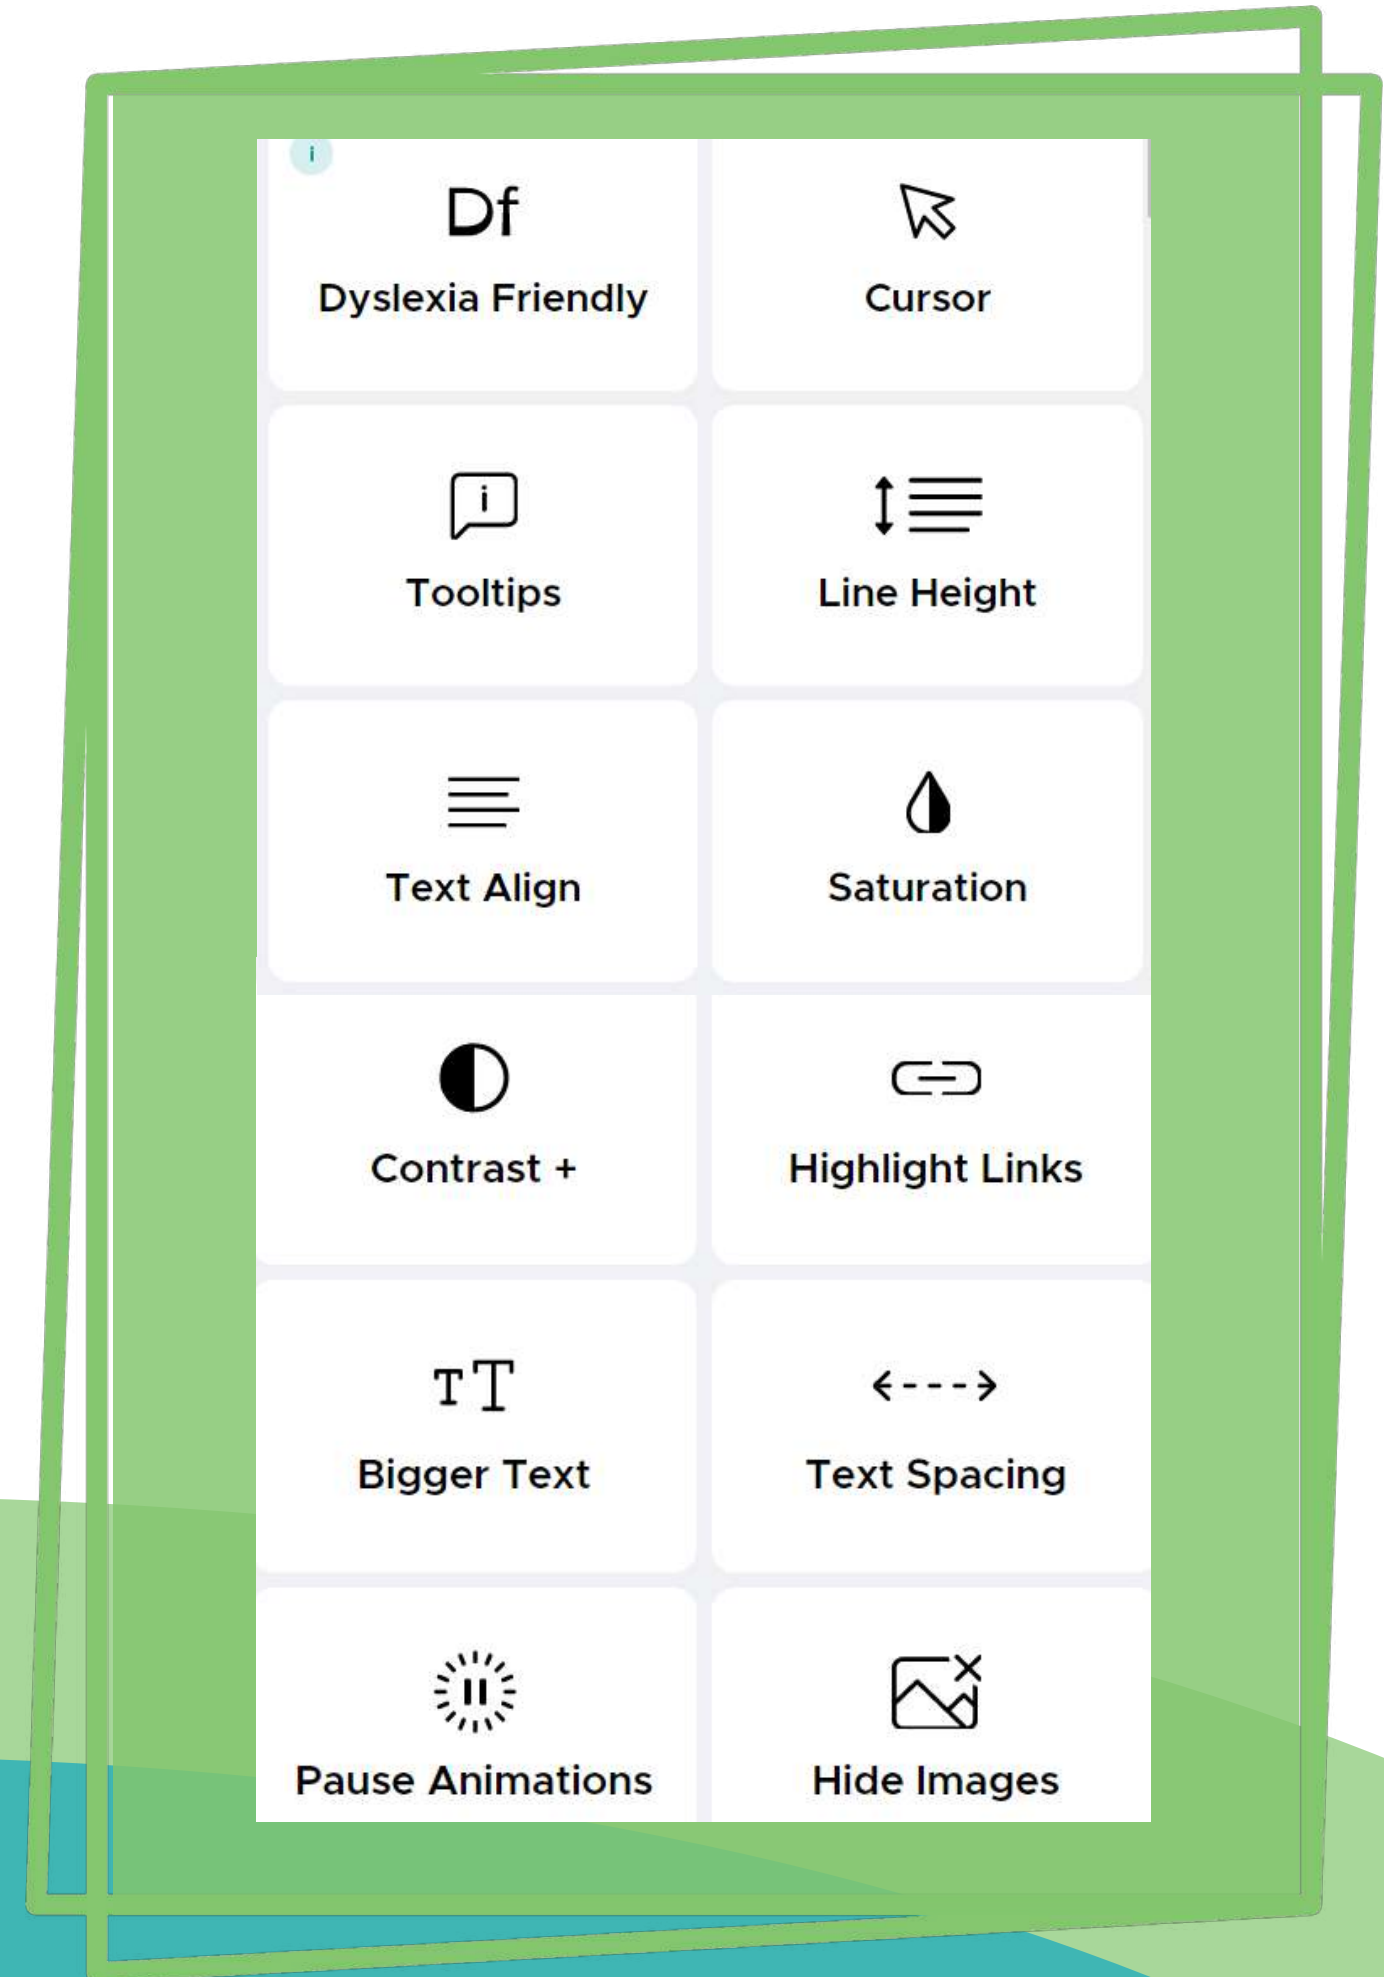 i
Df
Dyslexia Friendly
Cursor
i
Tooltips
Line Height
Text Align
Saturation
Contrast +
Highlight Links
TT
Bigger Text
Text Spacing
Pause Animations
Hide Images